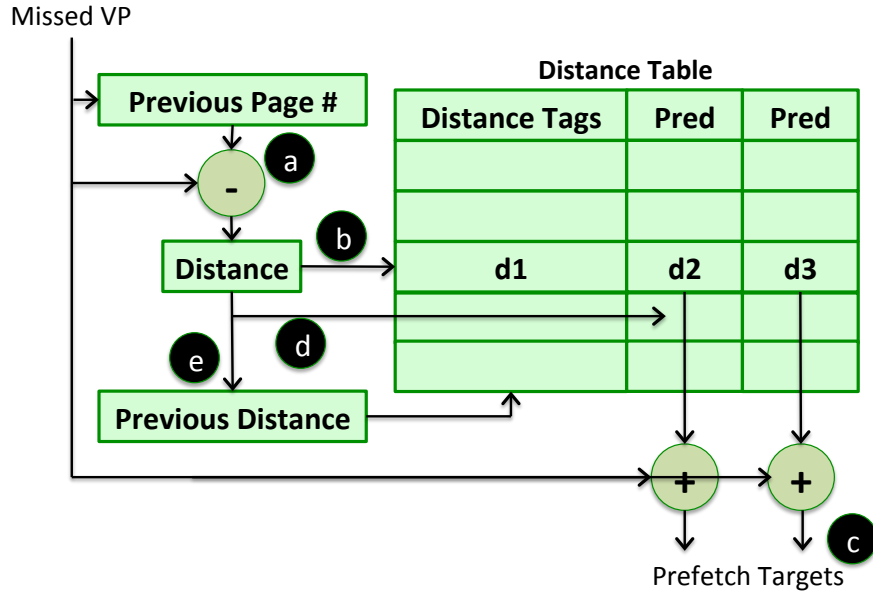 Missed VP
Distance Table
Previous Page #
Distance Tags Pred Pred
a
-
b
Distance
d1 d2 d3
d
e
Previous Distance
+ +
c
Prefetch Targets